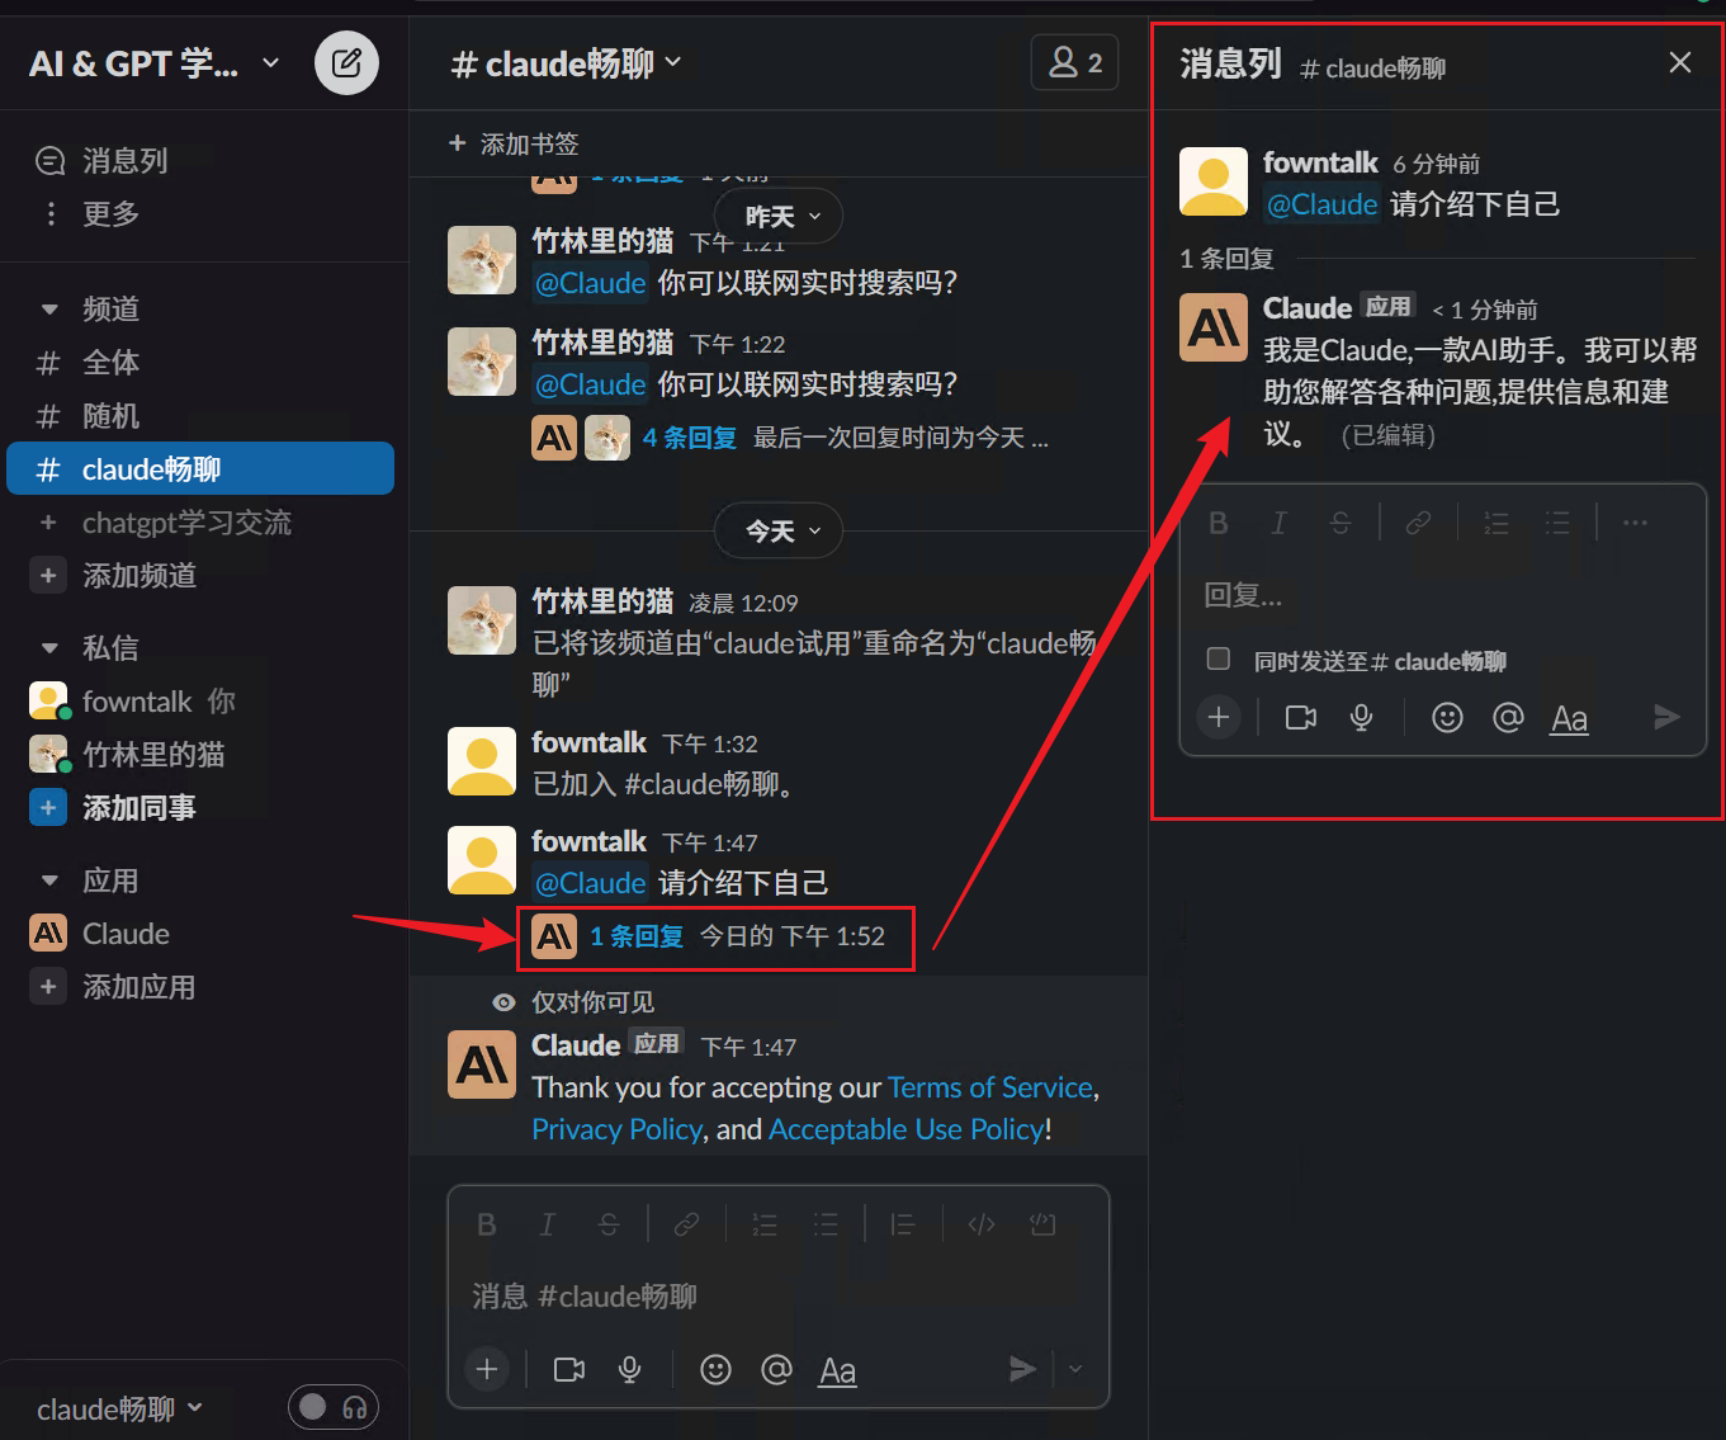 AI & GPT 学...
消息列
更多
频道
# 全体
# 随机
# claude畅聊
+ chatgpt学习交流
+ 添加频道
私信
fowntalk 你
竹林里的猫
+ 添加同事
应用
Claude
+ 添加应用
claude畅聊
# claude畅聊
2
+ 添加书签
1 条回复 1 天前
昨天
竹林里的猫 下午 1:21
@Claude 你可以联网实时搜索吗？
竹林里的猫 下午 1:22
@Claude 你可以联网实时搜索吗？
4 条回复 最后一次回复时间为今天 ...
今天
竹林里的猫 凌晨 12:09
已将该频道由“claude试用”重命名为“claude畅
聊”
fowntalk 下午 1:32
已加入 #claude畅聊。
fowntalk 下午 1:47
@Claude 请介绍下自己
1 条回复 今日的 下午 1:52
仅对你可见
Claude 应用 下午 1:47
Thank you for accepting our Terms of Service,
Privacy Policy, and Acceptable Use Policy!
B I S
消息 #claude畅聊
+ @ Aa
消息列 # claude畅聊
fowntalk 6 分钟前
@Claude 请介绍下自己
1 条回复
Claude 应用 < 1 分钟前
我是Claude,一款AI助手。我可以帮
助您解答各种问题,提供信息和建
议。 (已编辑)
B I S
回复...
同时发送至# claude畅聊
+ @ Aa